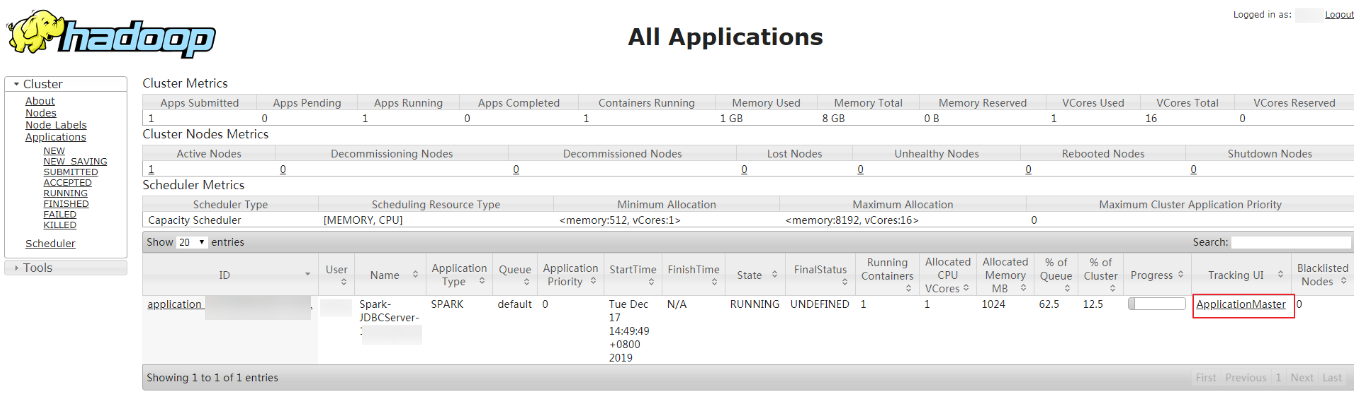 Logged in as: Logout
hadoop
All Applications
Cluster
About
Nodes
Node Labels
Applications
NEW
NEW_SAVING
SUBMITTED
ACCEPTED
RUNNING
FINISHED
FAILED
KILLED
Scheduler
Tools
Cluster Metrics
Apps Submitted Apps Pending Apps Running Apps Completed Containers Running Memory Used Memory Total Memory Reserved VCores Used VCores Total VCores Reserved
1 0 1 0 1 1 GB 8 GB 0 B 1 16 0
Cluster Nodes Metrics
Active Nodes Decommissioning Nodes Decommissioned Nodes Lost Nodes Unhealthy Nodes Rebooted Nodes Shutdown Nodes
1 0 0 0 0 0 0
Scheduler Metrics
Scheduler Type Scheduling Resource Type Minimum Allocation Maximum Allocation Maximum Cluster Application Priority
Capacity Scheduler [MEMORY, CPU] <memory:512, vCores:1> <memory:8192, vCores:16> 0
Show 20 entries Search:
ID User Name Application Type Queue Application Priority StartTime FinishTime State FinalStatus Running Containers Allocated CPU VCores Allocated Memory MB % of Queue % of Cluster Progress Tracking UI Blacklisted Nodes
application_ Spark- SPARK default 0 Tue Dec N/A RUNNING UNDEFINED 1 1 1024 62.5 12.5 ApplicationMaster 0
JDBCServer- 17
14:49:49
+0800
2019
Showing 1 to 1 of 1 entries First Previous 1 Next Last